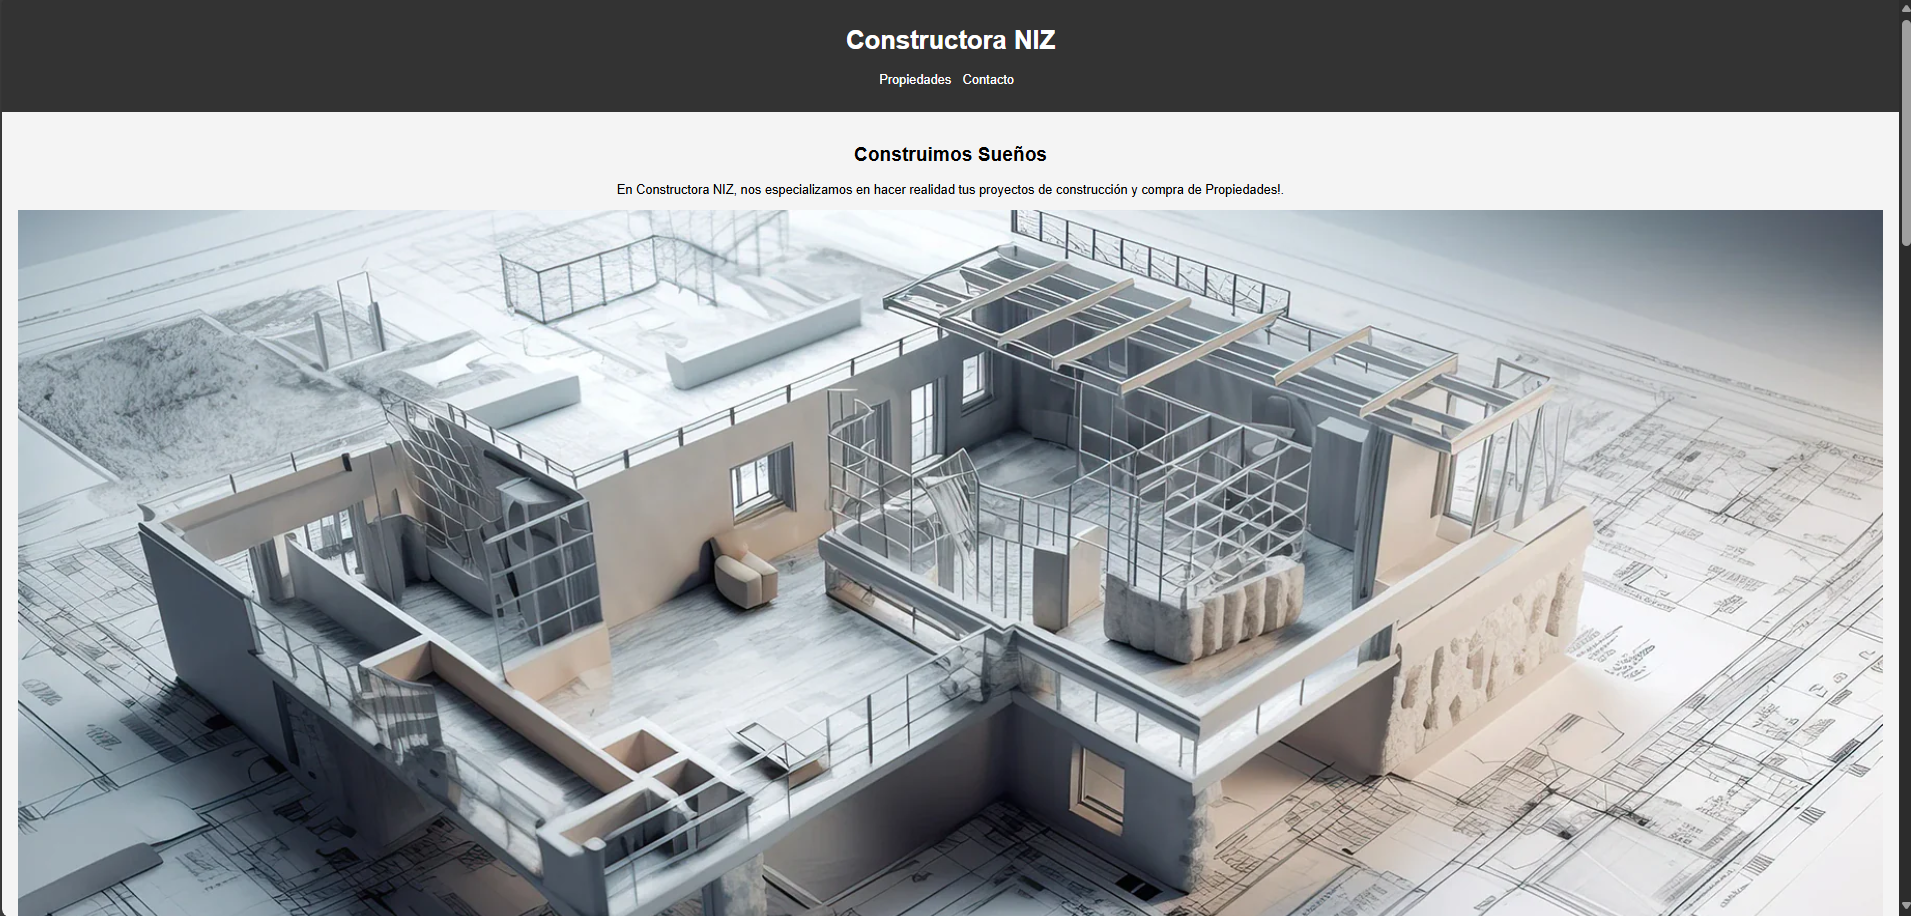 Constructora NIZ
Propiedades Contacto
Construimos Sueños
En Constructora NIZ, nos especializamos en hacer realidad tus proyectos de construcción y compra de Propiedades!.